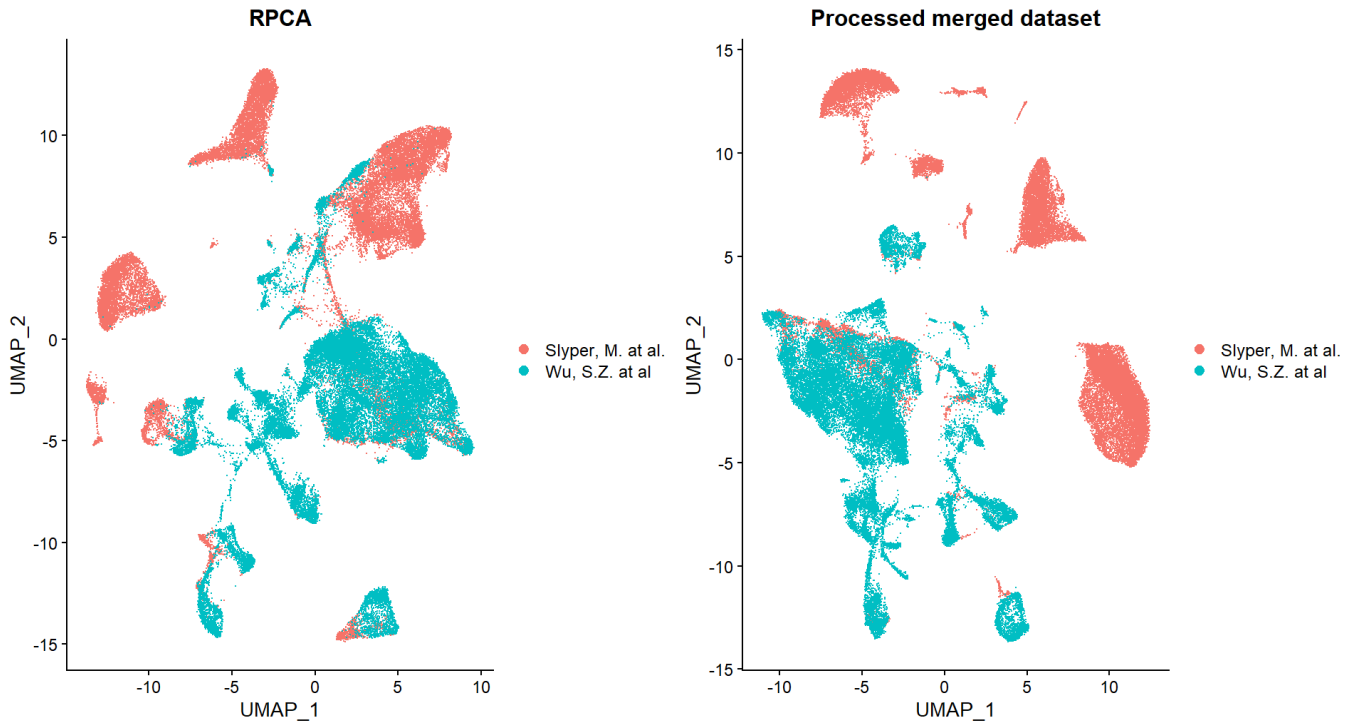 RPCA
10
5
0
-5
-10
-15
UMAP_2
-10
-5
0
5
10
UMAP_1
Slyper, M. at al.
Wu, S.Z. at al
Processed merged dataset
15
10
5
0
-5
-10
-15
UMAP_2
-10
-5
0
5
10
UMAP_1
Slyper, M. at al.
Wu, S.Z. at al